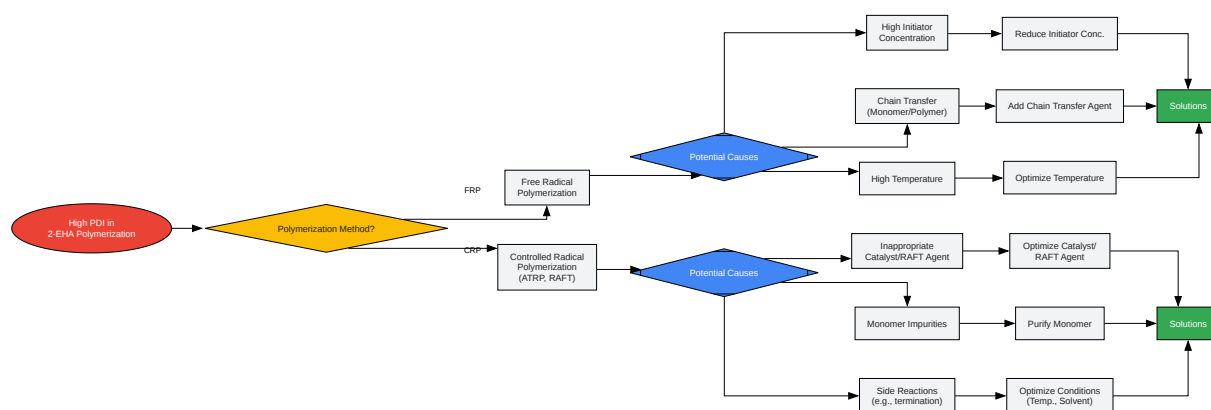 High PDI in
2-EHA Polymerization
Polymerization Method?
FRP
CRP
Free Radical
Polymerization
Controlled Radical
Polymerization
(ATRP, RAFT)
Potential Causes
High Initiator
Concentration
Reduce Initiator Conc.
Chain Transfer
(Monomer/Polymer)
Add Chain Transfer Agent
High Temperature
Optimize Temperature
Solutions
Potential Causes
Inappropriate
Catalyst/RAFT Agent
Optimize Catalyst/
RAFT Agent
Monomer Impurities
Purify Monomer
Side Reactions
(e.g., termination)
Optimize Conditions
(Temp., Solvent)
Solutions